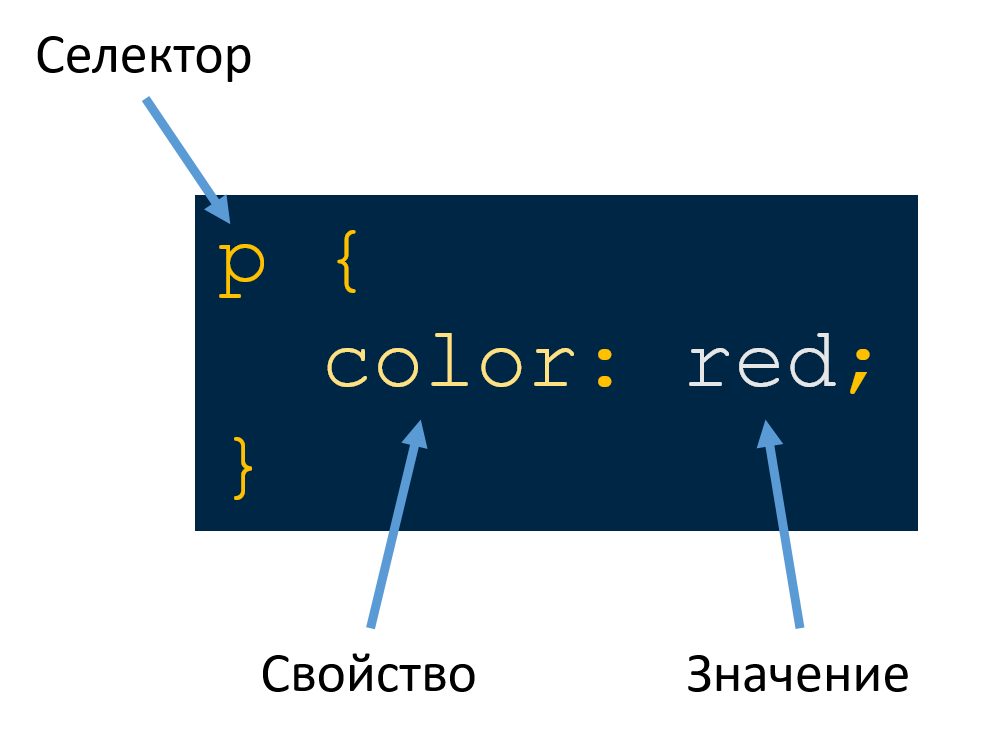 Селектор
p {
color: red;
}
Свойство Значение